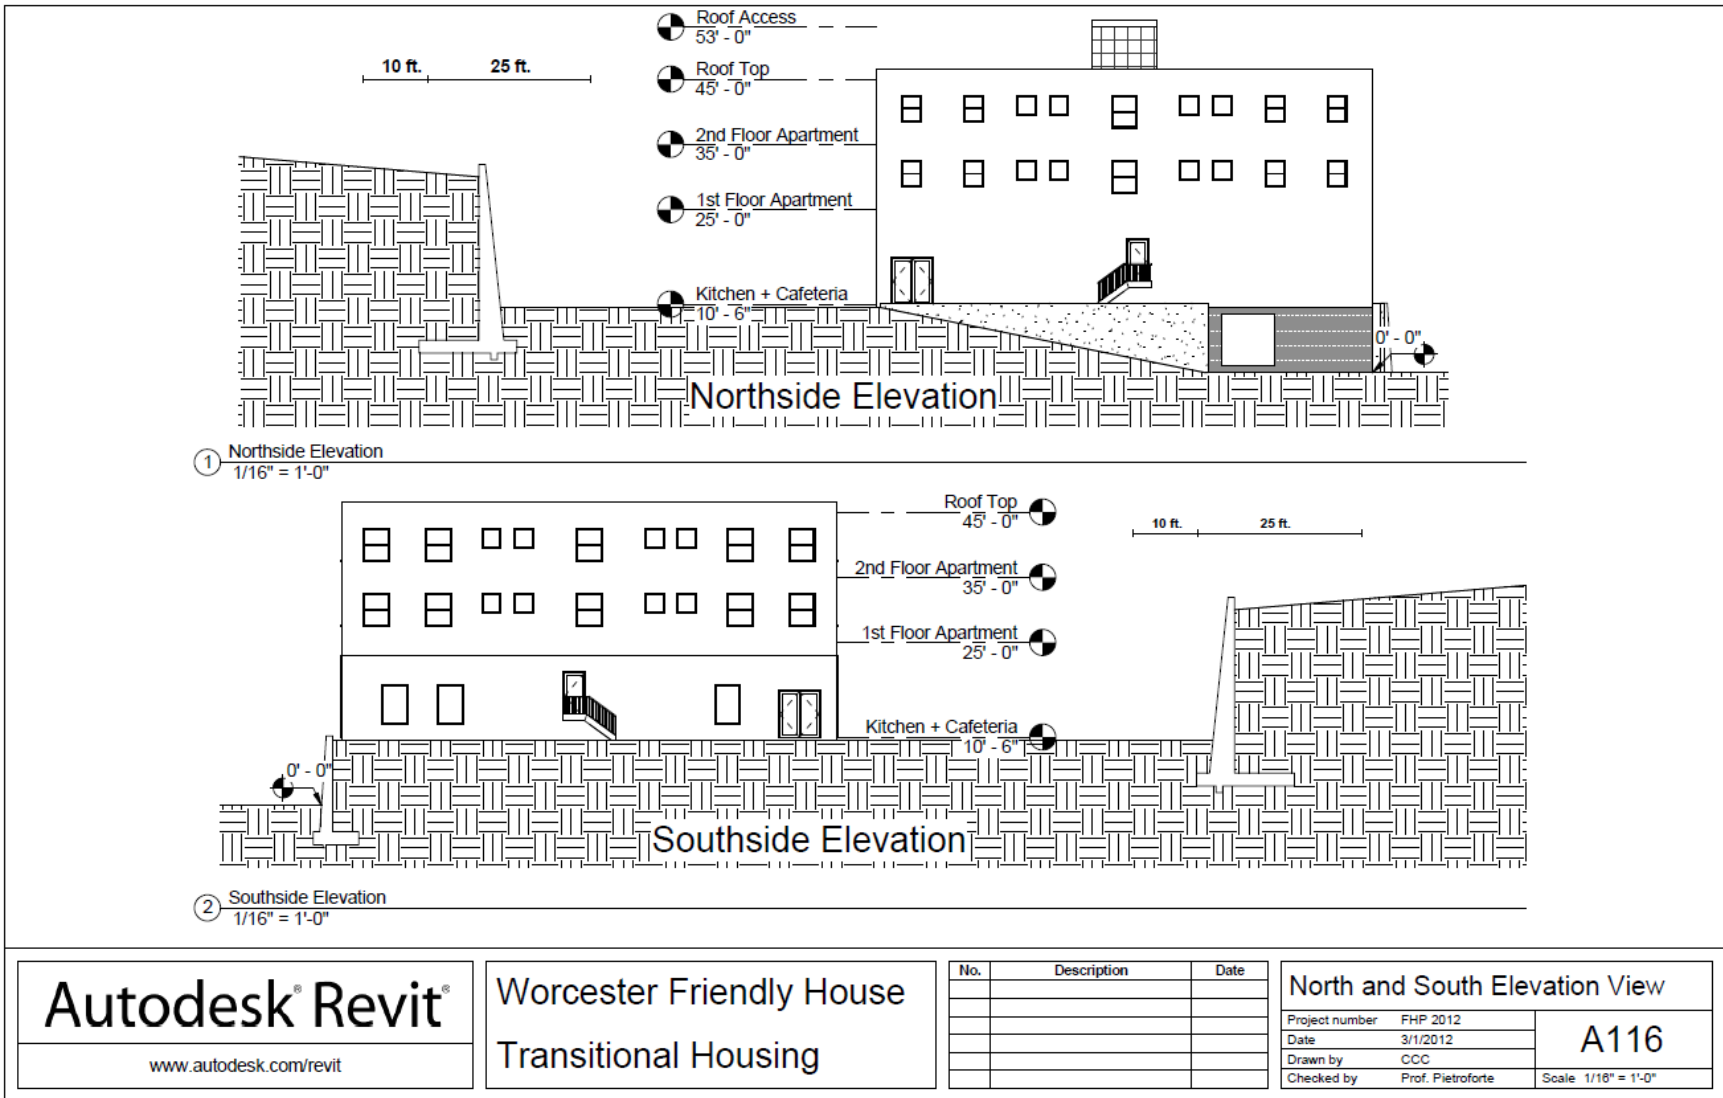 Roof Access
53' - 0"
10 ft. 25 ft.
Roof Top
45' - 0"
2nd Floor Apartment
35' - 0"
1st Floor Apartment
25' - 0"
Kitchen + Cafeteria
10' - 6"
0' - 0"
Northside Elevation
1 Northside Elevation
1/16" = 1'-0"
Roof Top
45' - 0"
10 ft. 25 ft.
2nd Floor Apartment
35' - 0"
1st Floor Apartment
25' - 0"
Kitchen + Cafeteria
10' - 6"
0' - 0"
Southside Elevation
2 Southside Elevation
1/16" = 1'-0"
Autodesk® Revit®
www.autodesk.com/revit
Worcester Friendly House
Transitional Housing
No. Description Date
North and South Elevation View
Project number FHP 2012
Date 3/1/2012
Drawn by CCC
Checked by Prof. Pietroforte
A116
Scale 1/16" = 1'-0"